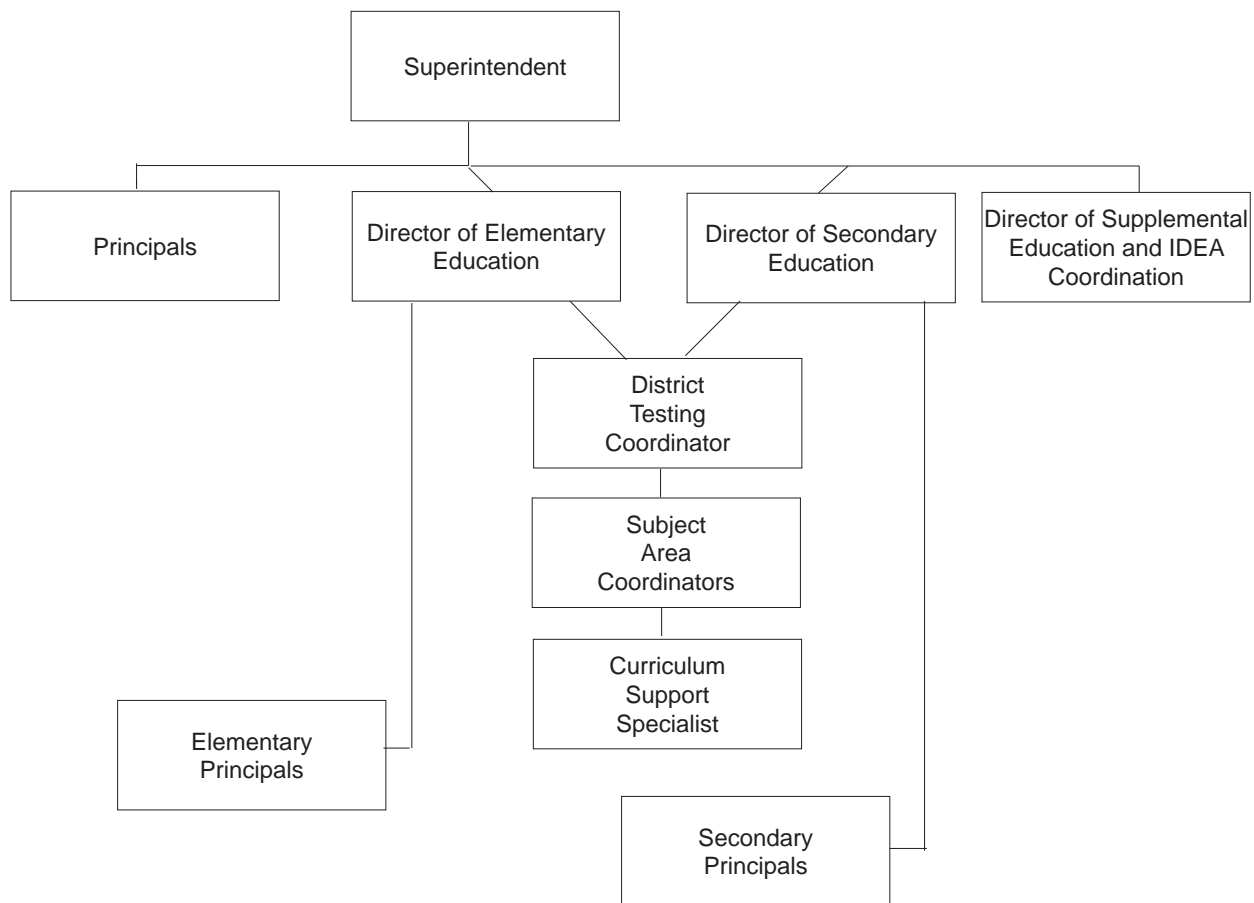 Superintendent
Principals
Director of Elementary
Education
Director of Secondary
Education
Director of Supplemental
Education and IDEA
Coordination
District
Testing
Coordinator
Subject
Area
Coordinators
Curriculum
Support
Specialist
Elementary
Principals
Secondary
Principals